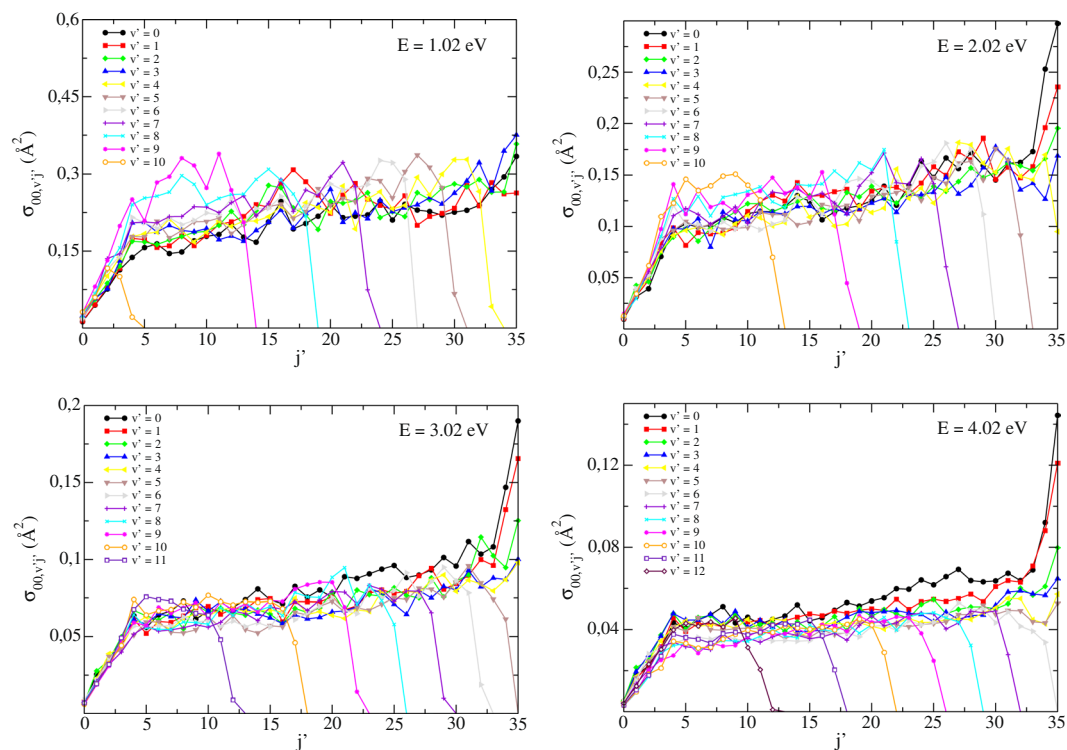 E = 1.02 eV
v' = 0
v' = 1
v' = 2
v' = 3
v' = 4
v' = 5
v' = 6
v' = 7
v' = 8
v' = 9
v' = 10
0,6
0,45
0,3
0,15
σ00,v'j' (Å²)
0 5 10 15 20 25 30 35
j'
E = 2.02 eV
v' = 0
v' = 1
v' = 2
v' = 3
v' = 4
v' = 5
v' = 6
v' = 7
v' = 8
v' = 9
v' = 10
0,25
0,2
0,15
0,1
0,05
σ00,v'j' (Å²)
0 5 10 15 20 25 30 35
j'
E = 3.02 eV
v' = 0
v' = 1
v' = 2
v' = 3
v' = 4
v' = 5
v' = 6
v' = 7
v' = 8
v' = 9
v' = 10
v' = 11
0,2
0,15
0,1
0,05
σ00,v'j' (Å²)
0 5 10 15 20 25 30 35
j'
E = 4.02 eV
v' = 0
v' = 1
v' = 2
v' = 3
v' = 4
v' = 5
v' = 6
v' = 7
v' = 8
v' = 9
v' = 10
v' = 11
v' = 12
0,12
0,08
0,04
σ00,v'j' (Å²)
0 5 10 15 20 25 30 35
j'